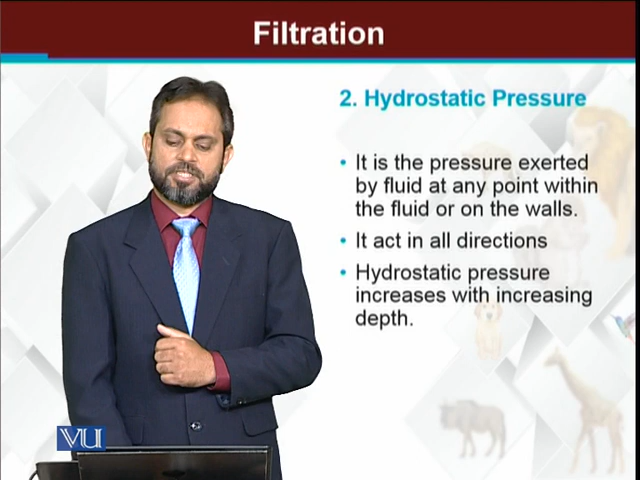 Filtration
2. Hydrostatic Pressure
• It is the pressure exerted
by fluid at any point within
the fluid or on the walls.
• It act in all directions
• Hydrostatic pressure
increases with increasing
depth.
VU